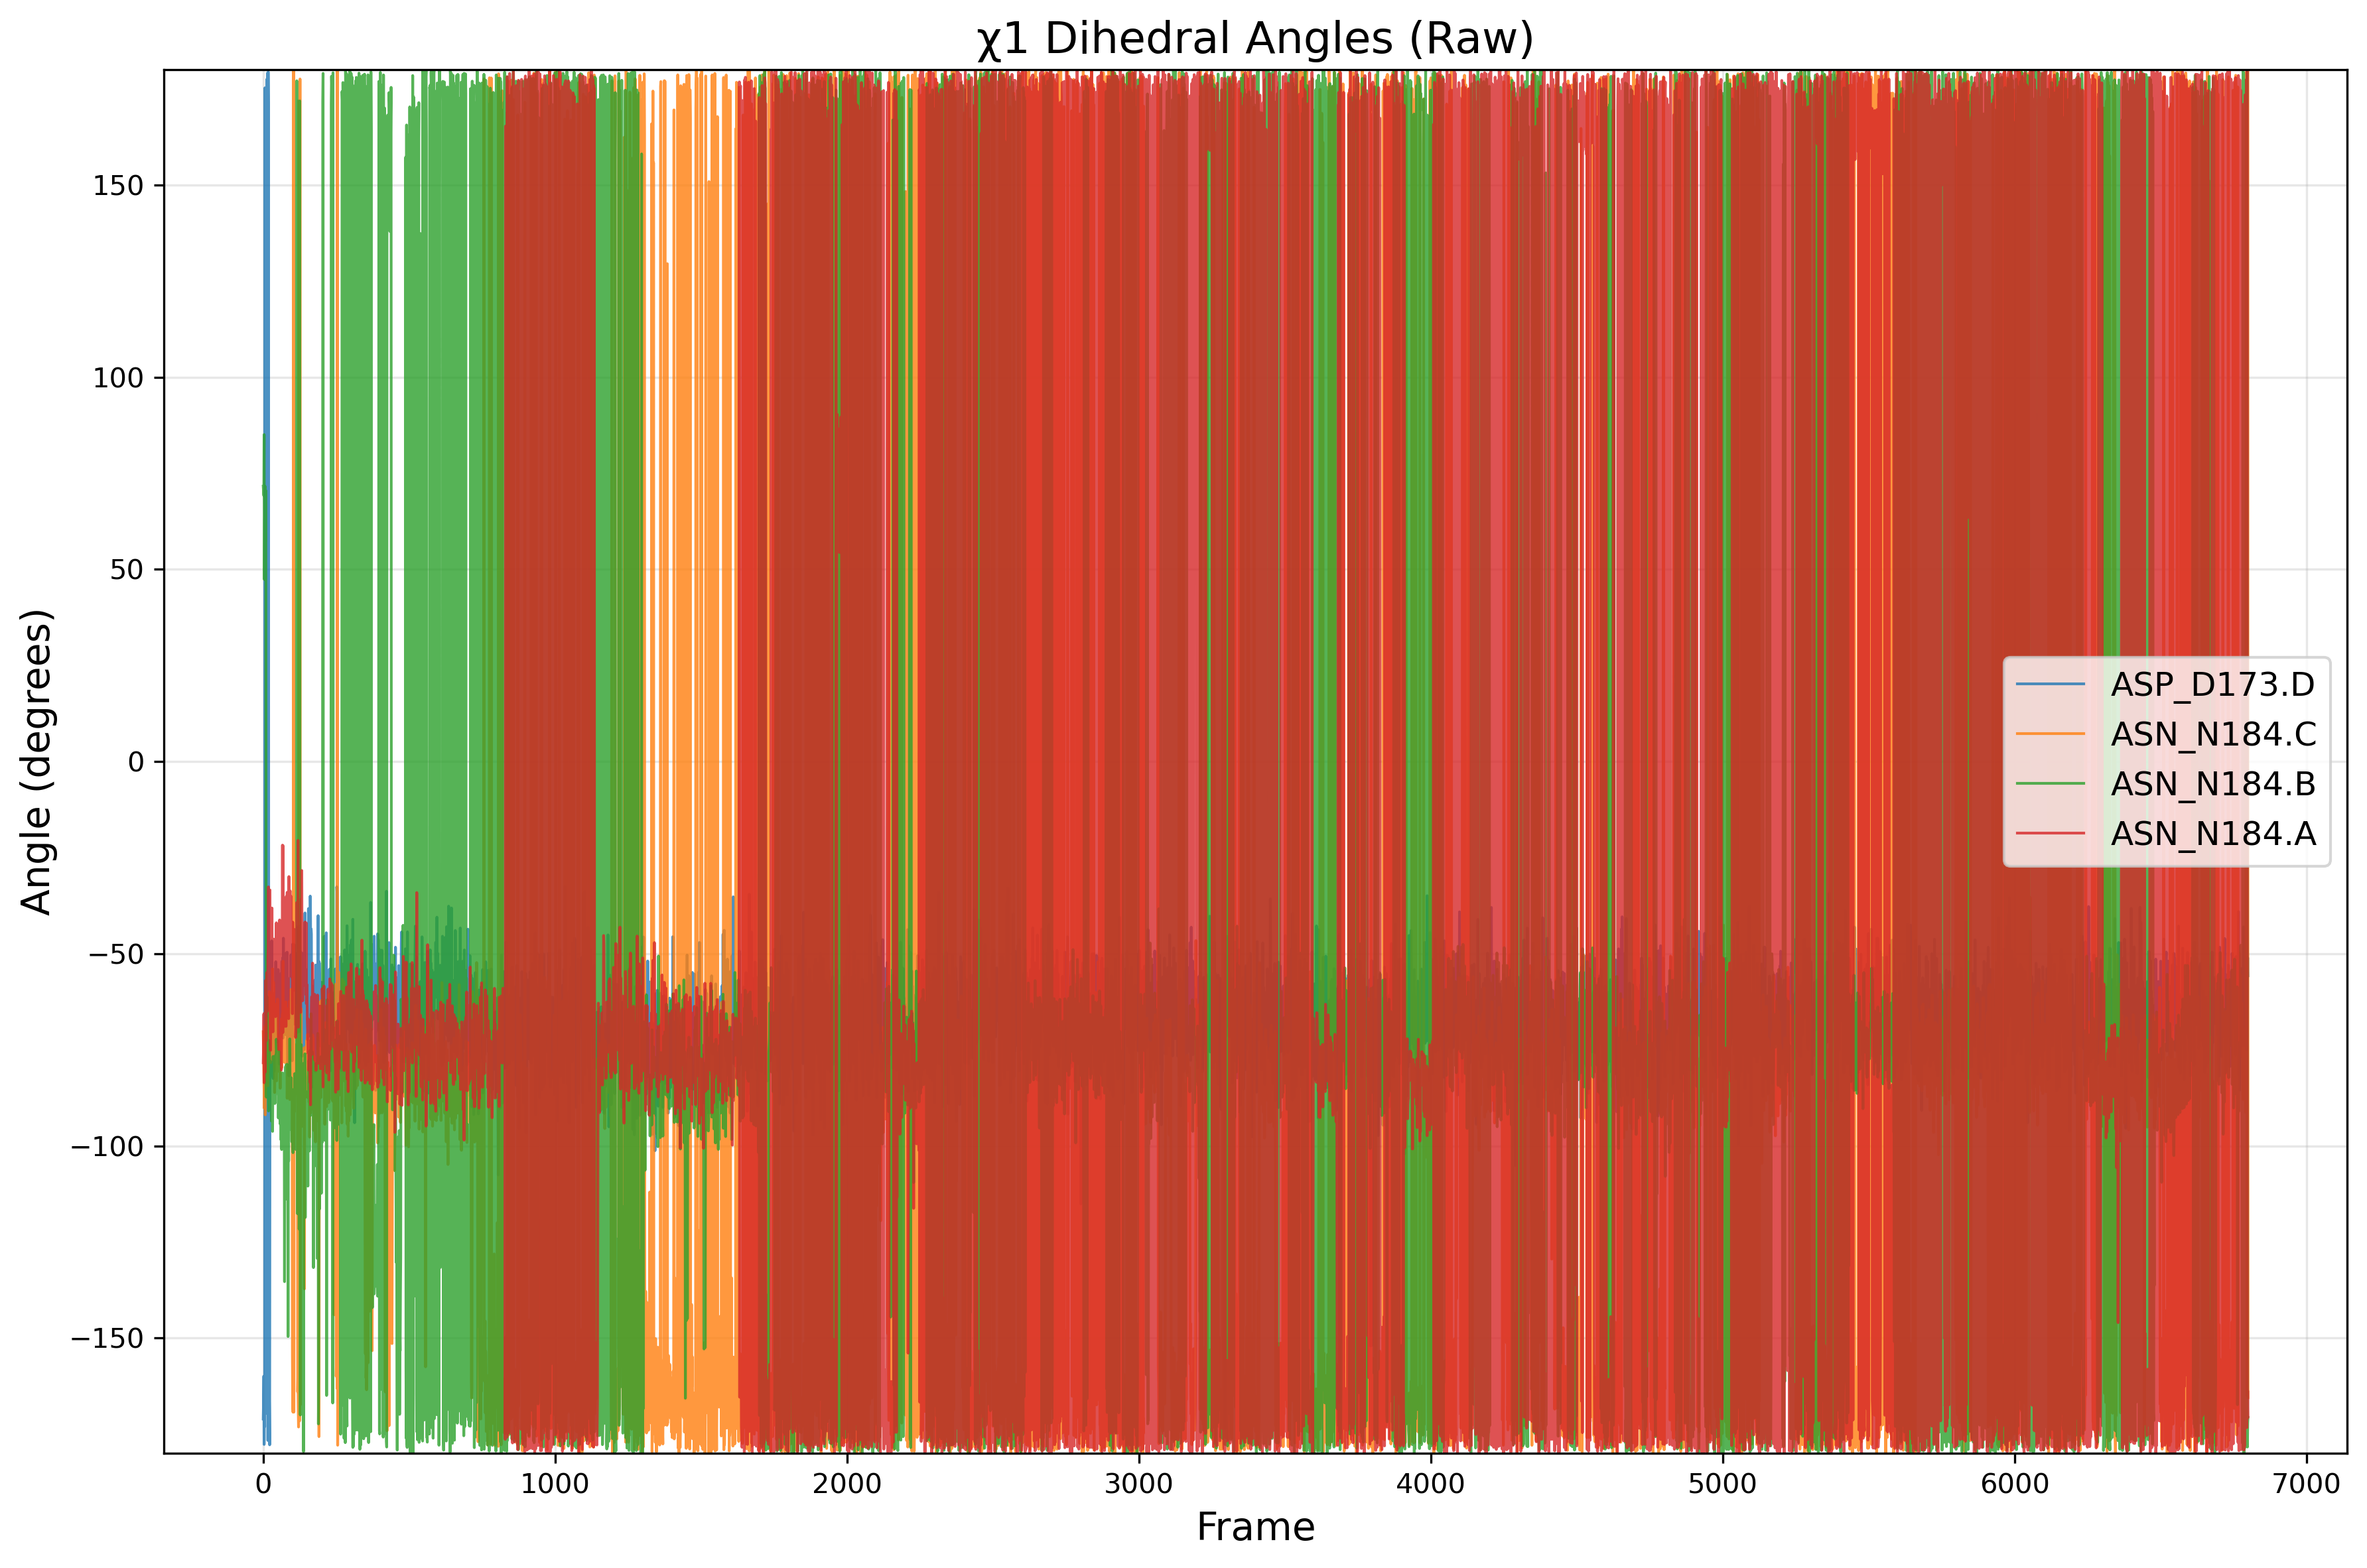 χ1 Dihedral Angles (Raw)
Angle (degrees)
150
100
50
0
−50
−100
−150
ASP_D173.D
ASN_N184.C
ASN_N184.B
ASN_N184.A
0 1000 2000 3000 4000 5000 6000 7000
Frame